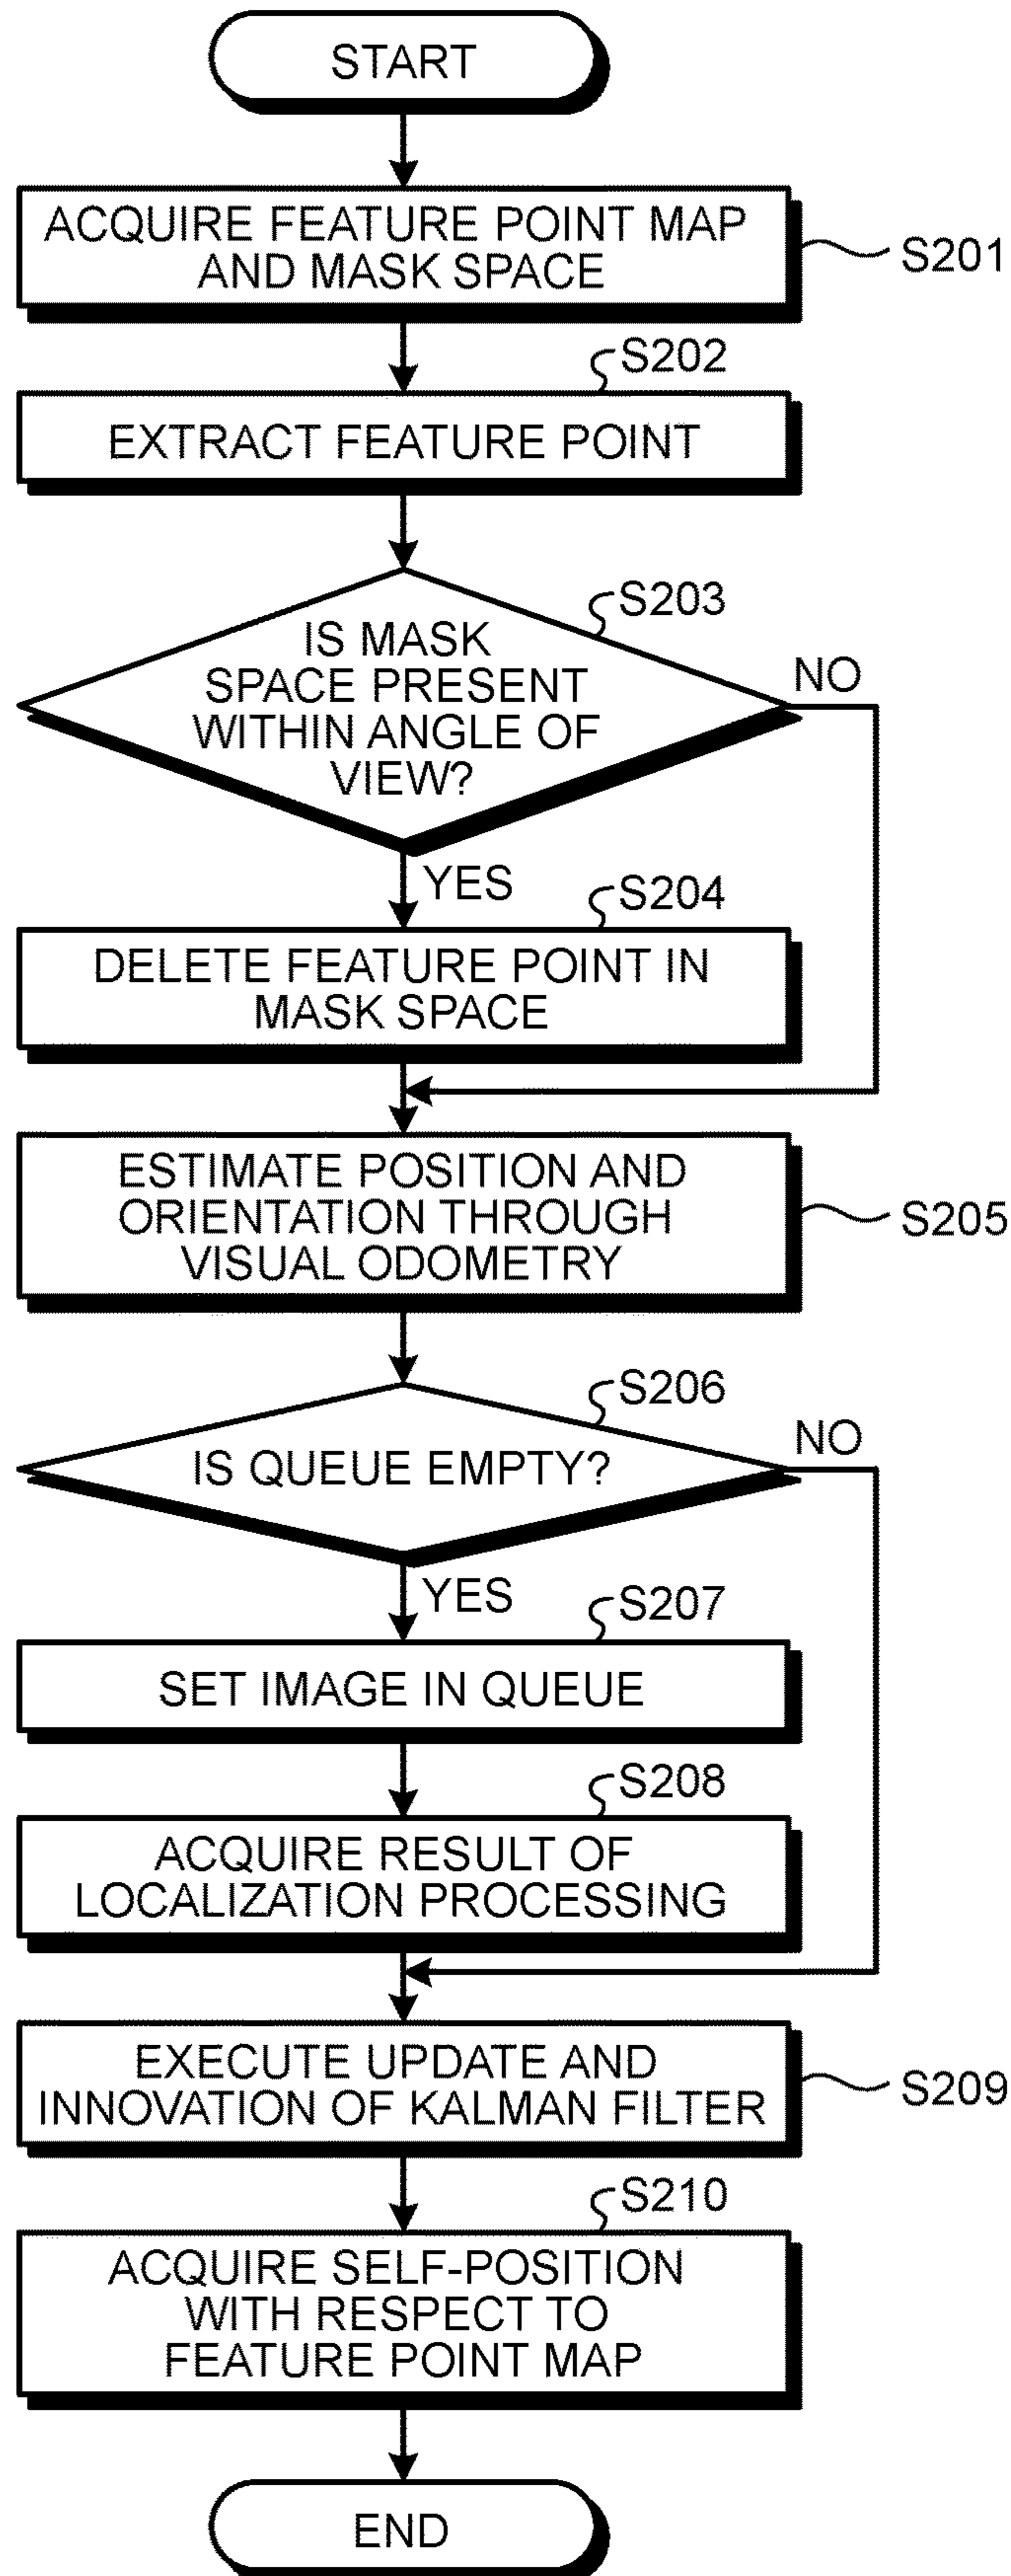 START
ACQUIRE FEATURE POINT MAP
AND MASK SPACE
S201
S202
EXTRACT FEATURE POINT
S203
IS MASK
SPACE PRESENT
WITHIN ANGLE OF
VIEW?
NO
YES
S204
DELETE FEATURE POINT IN
MASK SPACE
ESTIMATE POSITION AND
ORIENTATION THROUGH
VISUAL ODOMETRY
S205
S206
IS QUEUE EMPTY?
NO
YES
S207
SET IMAGE IN QUEUE
S208
ACQUIRE RESULT OF
LOCALIZATION PROCESSING
EXECUTE UPDATE AND
INNOVATION OF KALMAN FILTER
S209
S210
ACQUIRE SELF-POSITION
WITH RESPECT TO
FEATURE POINT MAP
END